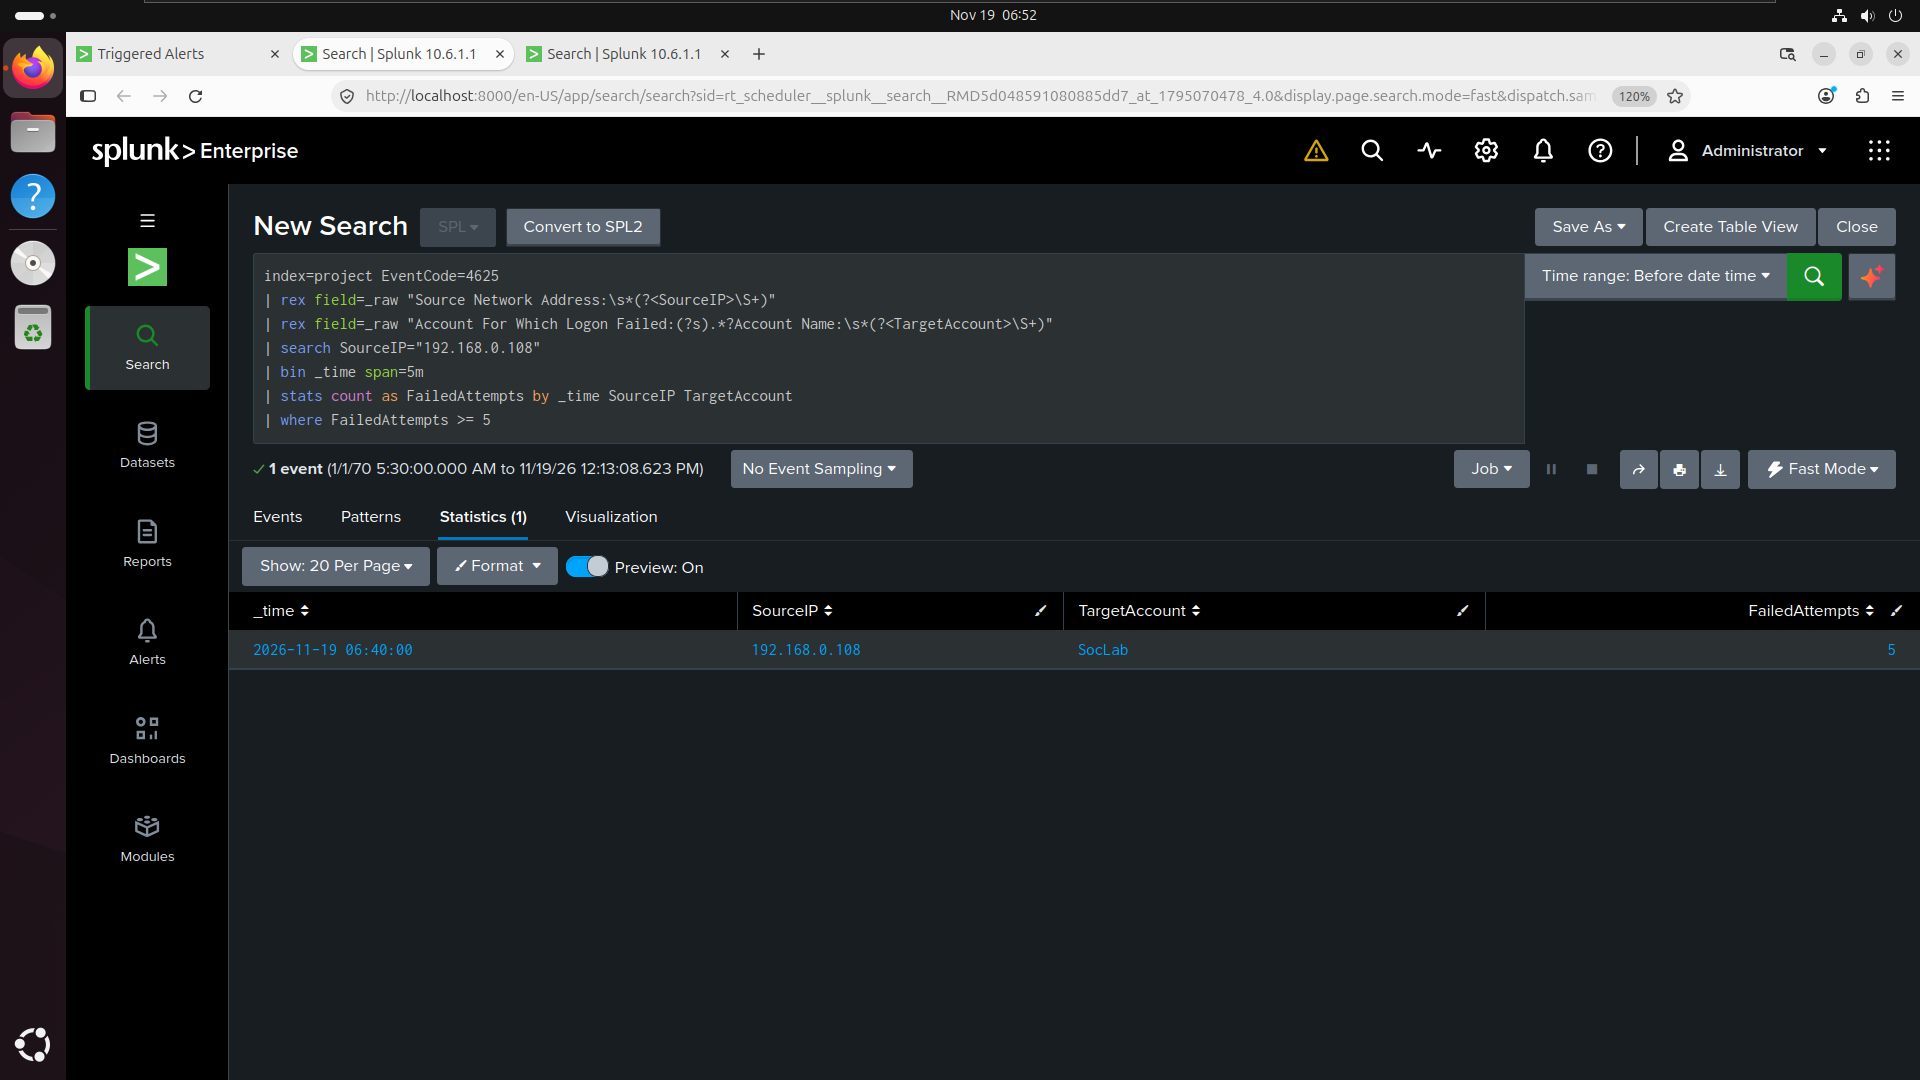 Nov 19 06:52
Triggered Alerts
Search | Splunk 10.6.1.1
Search | Splunk 10.6.1.1
http://localhost:8000/en-US/app/search/search?sid=rt_scheduler__splunk__search__RMD5d048591080885dd7_at_1795070478_4.0&display.page.search.mode=fast&dispatch.sam
120%
splunk> Enterprise
Administrator
New Search
SPL
Convert to SPL2
Save As
Create Table View
Close
index=project EventCode=4625
| rex field=_raw "Source Network Address:\s*(?<SourceIP>\S+)"
| rex field=_raw "Account For Which Logon Failed:(?s).*?Account Name:\s*(?<TargetAccount>\S+)"
| search SourceIP="192.168.0.108"
| bin _time span=5m
| stats count as FailedAttempts by _time SourceIP TargetAccount
| where FailedAttempts >= 5
Time range: Before date time
1 event (1/1/70 5:30:00.000 AM to 11/19/26 12:13:08.623 PM)
No Event Sampling
Job
Fast Mode
Events
Patterns
Statistics (1)
Visualization
Show: 20 Per Page
Format
Preview: On
_time
SourceIP
TargetAccount
FailedAttempts
2026-11-19 06:40:00
192.168.0.108
SocLab
5
Search
Datasets
Reports
Alerts
Dashboards
Modules